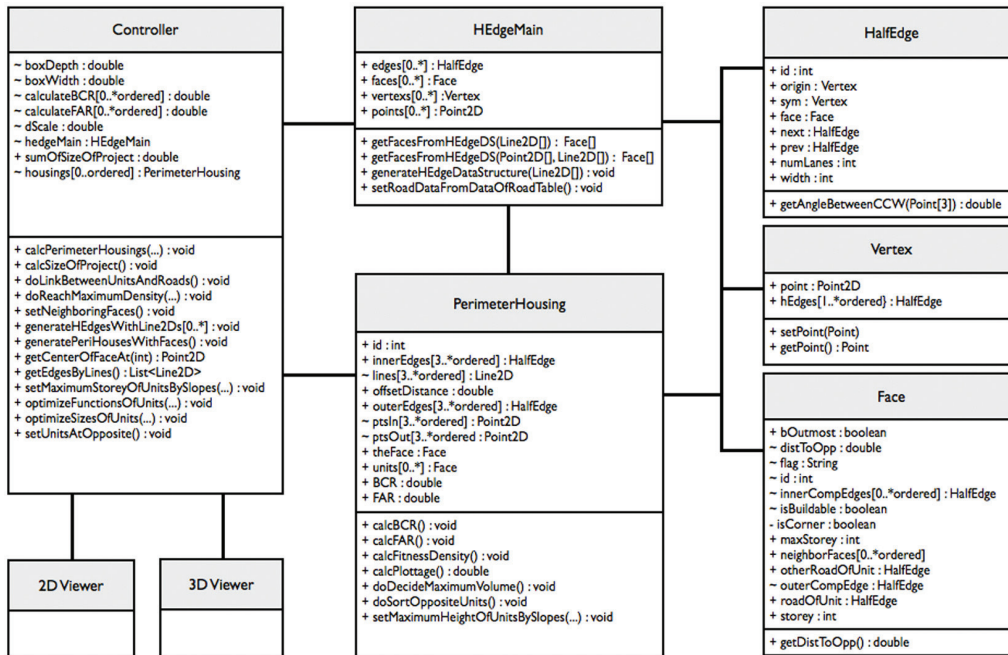 Controller
~ boxDepth : double
~ boxWidth : double
~ calculateBCR[0..*ordered] : double
~ calculateFAR[0..*ordered] : double
~ dScale : double
~ hedgeMain : HEdgeMain
+ sumOfSizeOfProject : double
~ housings[0..ordered] : PerimeterHousing
+ calcPerimeterHousings(...) : void
+ calcSizeOfProject() : void
+ doLinkBetweenUnitsAndRoads() : void
+ doReachMaximumDensity(...) : void
+ setNeighboringFaces() : void
+ generateHEdgesWithLine2Ds[0..*] : void
+ generatePeriHousesWithFaces() : void
+ getCenterOfFaceAt(int) : Point2D
+ getEdgesByLines() : List<Line2D>
+ setMaximumStoreyOfUnitsBySlopes(...) : void
+ optimizeFunctionsOfUnits(...) : void
+ optimizeSizesOfUnits(...) : void
+ setUnitsAtOpposite() : void
2D Viewer
3D Viewer
HEdgeMain
+ edges[0..*] : HalfEdge
+ faces[0..*] : Face
+ vertexs[0..*] :Vertex
+ points[0..*] : Point2D
+ getFacesFromHEdgeDS(Line2D[]) : Face[]
+ getFacesFromHEdgeDS(Point2D[], Line2D[]) : Face[]
+ generateHEdgeDataStructure(Line2D[]) : void
+ setRoadDataFromDataOfRoadTable() : void
PerimeterHousing
+ id : int
+ innerEdges[3..*ordered] : HalfEdge
~ lines[3..*ordered] : Line2D
+ offsetDistance : double
+ outerEdges[3..*ordered] : HalfEdge
~ ptsIn[3..*ordered] : Point2D
~ ptsOut[3..*ordered : Point2D
+ theFace : Face
+ units[0..*] : Face
+ BCR : double
+ FAR : double
+ calcBCR() : void
+ calcFAR() : void
+ calcFitnessDensity() : void
+ calcPlottage() : double
+ doDecideMaximumVolume() : void
+ doSortOppositeUnits() : void
+ setMaximumHeightOfUnitsBySlopes(...) : void
HalfEdge
+ id : int
+ origin : Vertex
+ sym : Vertex
+ face : Face
+ next : HalfEdge
+ prev : HalfEdge
+ numLanes : int
+ width : int
+ getAngleBetweenCCW(Point[3]) : double
Vertex
+ point : Point2D
+ hEdges[1..*ordered} : HalfEdge
+ setPoint(Point)
+ getPoint() : Point
Face
+ bOutmost : boolean
~ distToOpp : double
~ flag : String
~ id : int
~ innerCompEdges[0..*ordered] : HalfEdge
~ isBuildable : boolean
- isCorner : boolean
+ maxStorey : int
+ neighborFaces[0..*ordered]
+ otherRoadOfUnit : HalfEdge
~ outerCompEdge : HalfEdge
+ roadOfUnit : HalfEdge
+ storey : int
+ getDistToOpp() : double